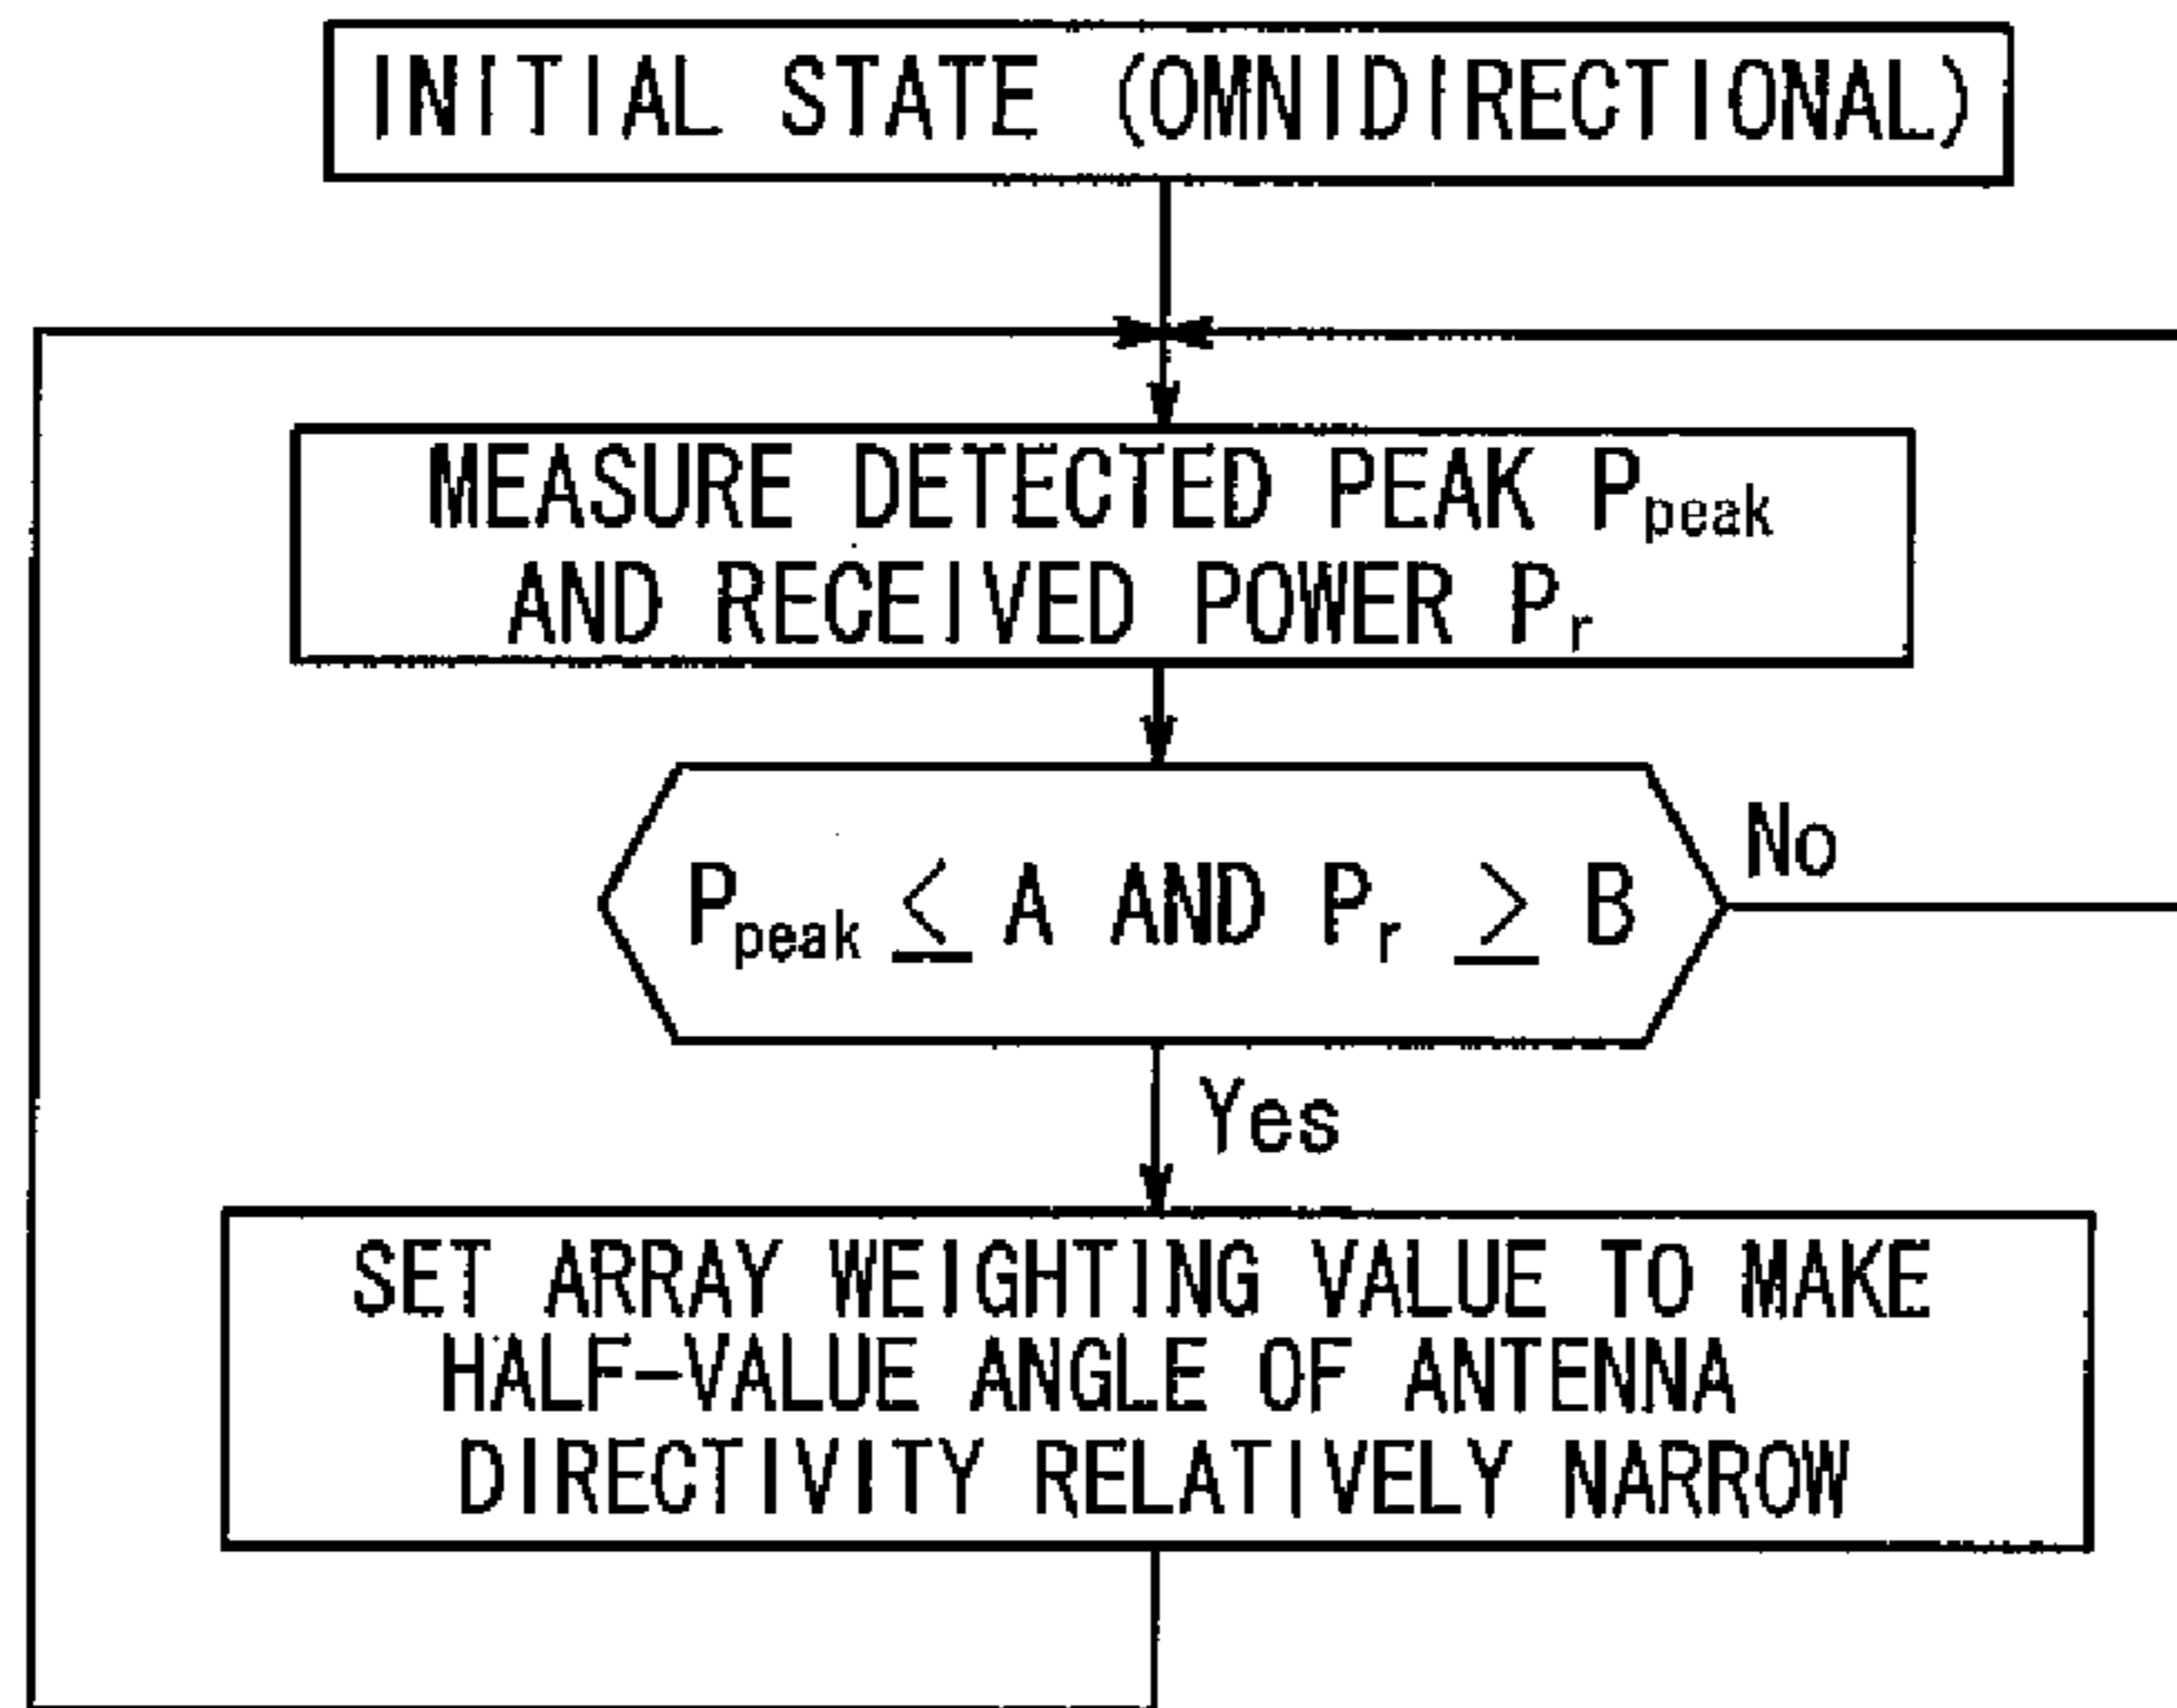 INITIAL STATE (OMNIDIRECTIONAL)
MEASURE DETECTED PEAK Ppeak
AND RECEIVED POWER Pr
Ppeak ≤ A AND Pr ≥ B
No
Yes
SET ARRAY WEIGHTING VALUE TO MAKE
HALF-VALUE ANGLE OF ANTENNA
DIRECTIVITY RELATIVELY NARROW